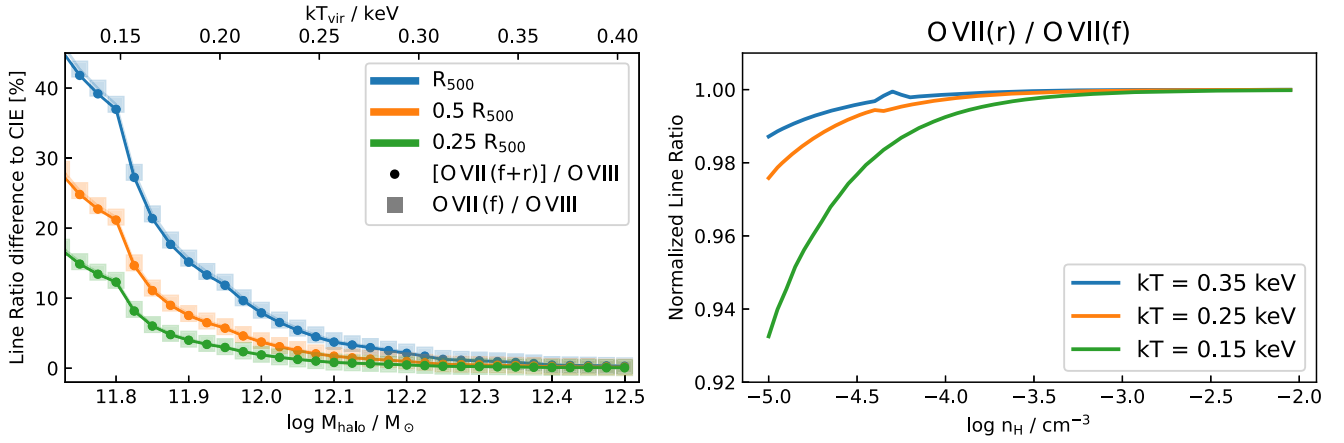 kT_vir / keV
0.15 0.20 0.25 0.30 0.35 0.40
Line Ratio difference to CIE [%]
40
30
20
10
0
R_500
0.5 R_500
0.25 R_500
[O VII (f+r)] / O VIII
O VII (f) / O VIII
11.8 11.9 12.0 12.1 12.2 12.3 12.4 12.5
log M_halo / M_⊙
O VII(r) / O VII(f)
Normalized Line Ratio
1.00
0.98
0.96
0.94
0.92
kT = 0.35 keV
kT = 0.25 keV
kT = 0.15 keV
−5.0 −4.5 −4.0 −3.5 −3.0 −2.5 −2.0
log n_H / cm⁻³